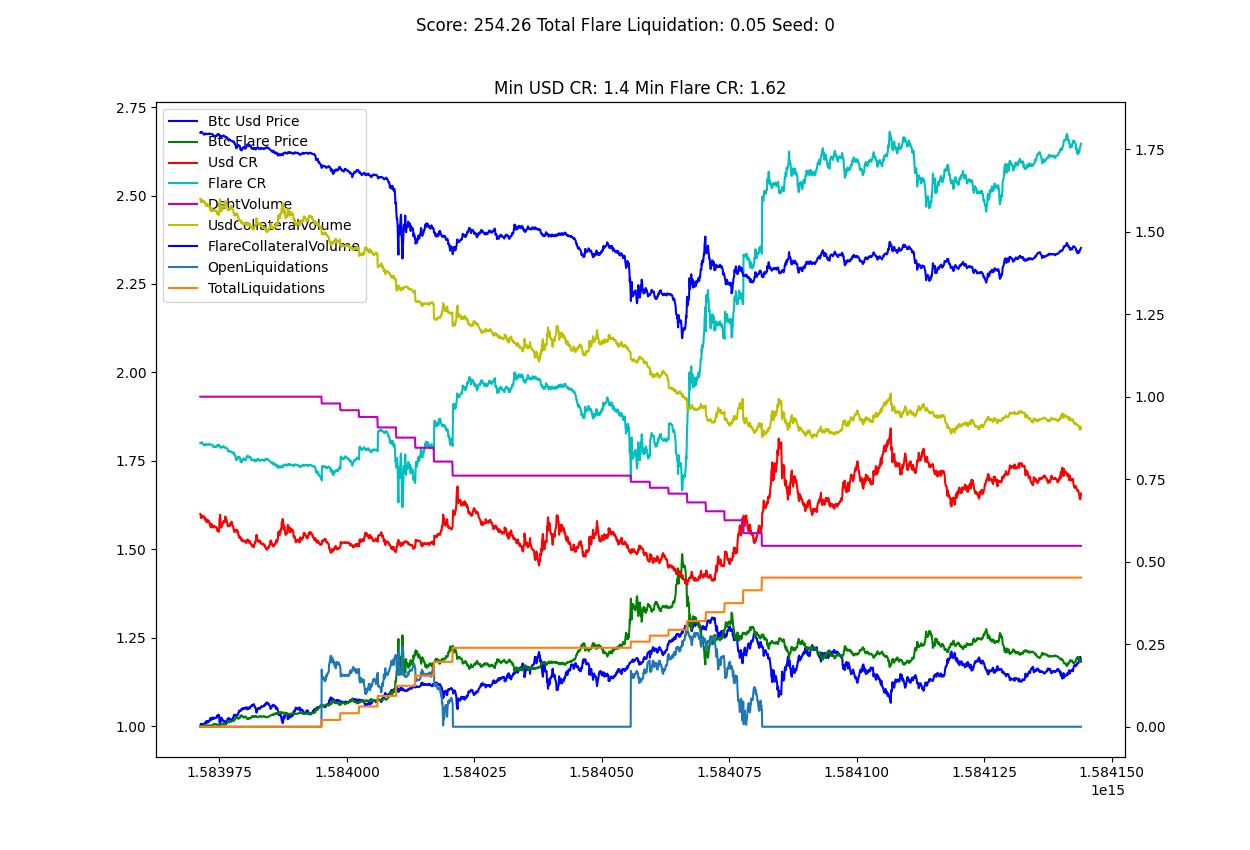 Score: 254.26 Total Flare Liquidation: 0.05 Seed: 0
Min USD CR: 1.4 Min Flare CR: 1.62
Btc Usd Price
Btc Flare Price
Usd CR
Flare CR
DebtVolume
UsdCollateralVolume
FlareCollateralVolume
OpenLiquidations
TotalLiquidations
2.75
2.50
2.25
2.00
1.75
1.50
1.25
1.00
1.75
1.50
1.25
1.00
0.75
0.50
0.25
0.00
1.583975 1.584000 1.584025 1.584050 1.584075 1.584100 1.584125 1.584150
1e15